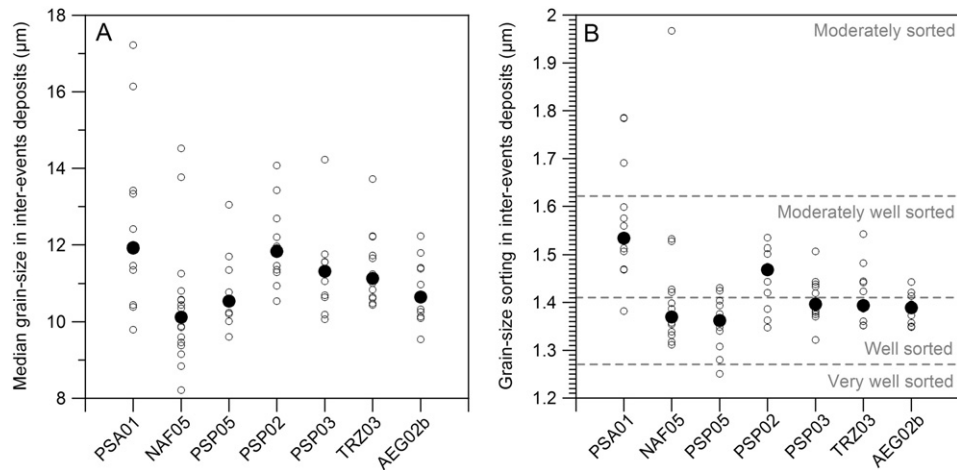 A
Median grain-size in inter-events deposits (µm)
18
16
14
12
10
8
PSA01
NAF05
PSP05
PSP02
PSP03
TRZ03
AEG02b
B
Grain-size sorting in inter-events deposits (µm)
2
1.9
1.8
1.7
1.6
1.5
1.4
1.3
1.2
Moderately sorted
Moderately well sorted
Well sorted
Very well sorted
PSA01
NAF05
PSP05
PSP02
PSP03
TRZ03
AEG02b